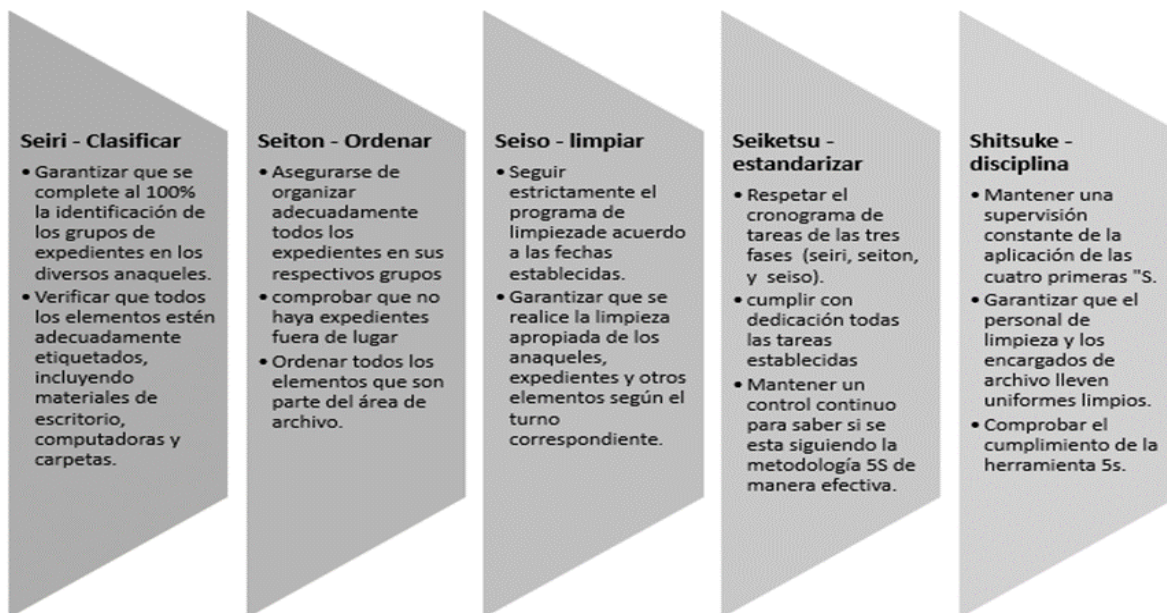 Seiri - Clasificar
• Garantizar que se
complete al 100%
la identificación de
los grupos de
expedientes en los
diversos anaqueles.
• Verificar que todos
los elementos estén
adecuadamente
etiquetados,
incluyendo
materiales de
escritorio,
computadoras y
carpetas.
Seiton - Ordenar
• Asegurarse de
organizar
adecuadamente
todos los
expedientes en sus
respectivos grupos
• comprobar que no
haya expedientes
fuera de lugar
• Ordenar todos los
elementos que son
parte del área de
archivo.
Seiso - limpiar
• Seguir
estrictamente el
programa de
limpiezade acuerdo
a las fechas
establecidas.
• Garantizar que se
realice la limpieza
apropiada de los
anaqueles,
expedientes y otros
elementos según el
turno
correspondiente.
Seiketsu -
estandarizar
• Respetar el
cronograma de
tareas de las tres
fases (seiri, seiton,
y seiso).
• cumplir con
dedicación todas
las tareas
establecidas
• Mantener un
control continuo
para saber si se
esta siguiendo la
metodología 5S de
manera efectiva.
Shitsuke -
disciplina
• Mantener una
supervisión
constante de la
aplicación de las
cuatro primeras "S.
• Garantizar que el
personal de
limpieza y los
encargados de
archivo lleven
uniformes limpios.
• Comprobar el
cumplimiento de la
herramienta 5s.